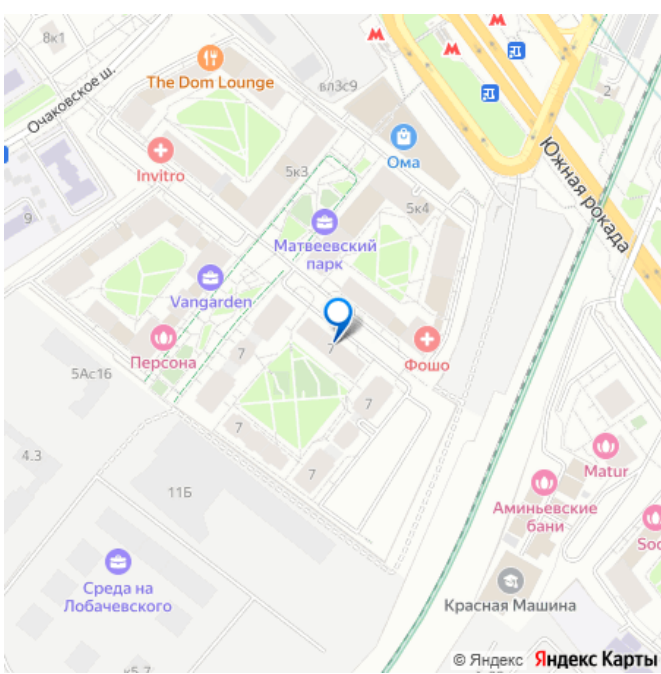 8к1
The Dom Lounge
вл3с9
2
Очаковское ш.
Ома
Южная рокада
Invitro
5к3
9
5к4
Матвеевский
парк
Vangarden
Персона
7
Фошо
5Ас16
7
7
7
7
4.3
Matur
11Б
Аминьевские
бани
Soc
Среда на
Лобачевского
Красная Машина
к5.7
© Яндекс Яндекс Карты